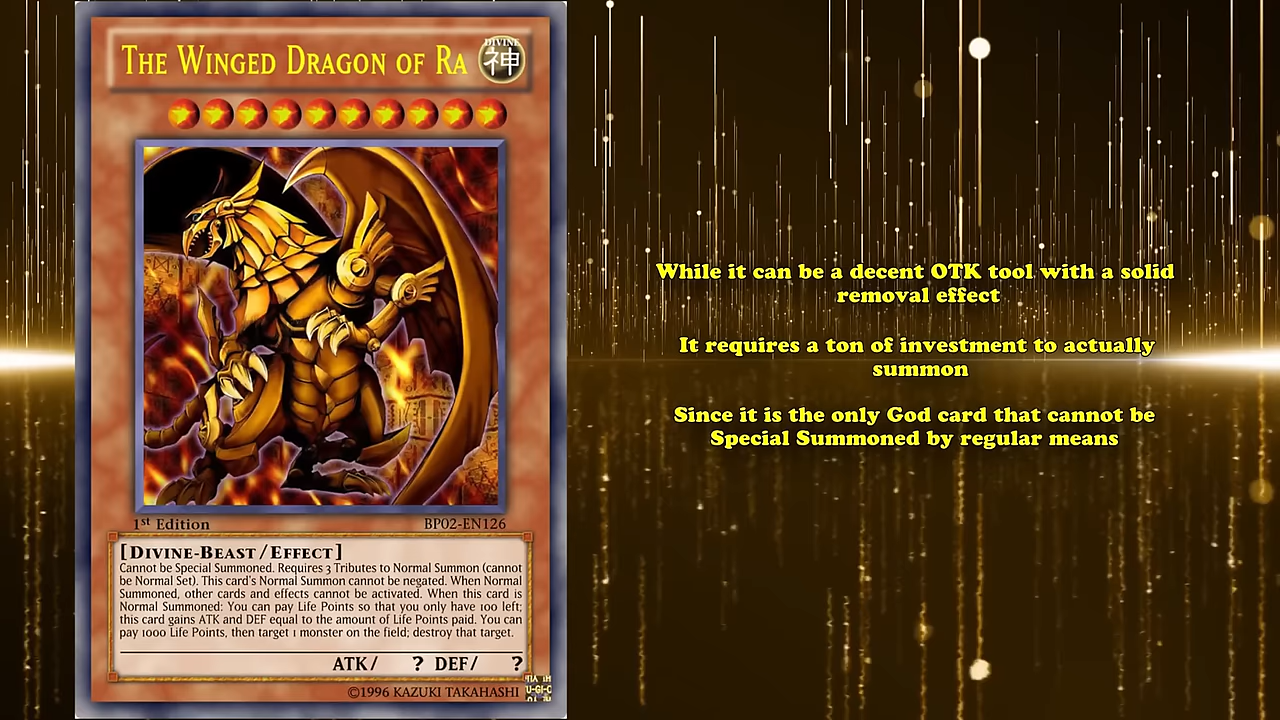 THE WINGED DRAGON OF RA
DIVINE
神
1st Edition
BP02-EN126
[DIVINE-BEAST/EFFECT]
Cannot be Special Summoned. Requires 3 Tributes to Normal Summon (cannot
be Normal Set). This card's Normal Summon cannot be negated. When Normal
Summoned, other cards and effects cannot be activated. When this card is
Normal Summoned: You can pay Life Points so that you only have 100 left;
this card gains ATK and DEF equal to the amount of Life Points paid. You can
pay 1000 Life Points, then target 1 monster on the field; destroy that target.
ATK/ ? DEF/ ?
©1996 KAZUKI TAKAHASHI
While it can be a decent OTK tool with a solid
removal effect
It requires a ton of investment to actually
summon
Since it is the only God card that cannot be
Special Summoned by regular means